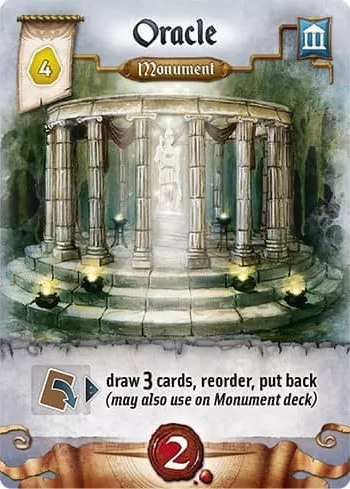 Oracle
4
Monument
draw 3 cards, reorder, put back
(may also use on Monument deck)
2